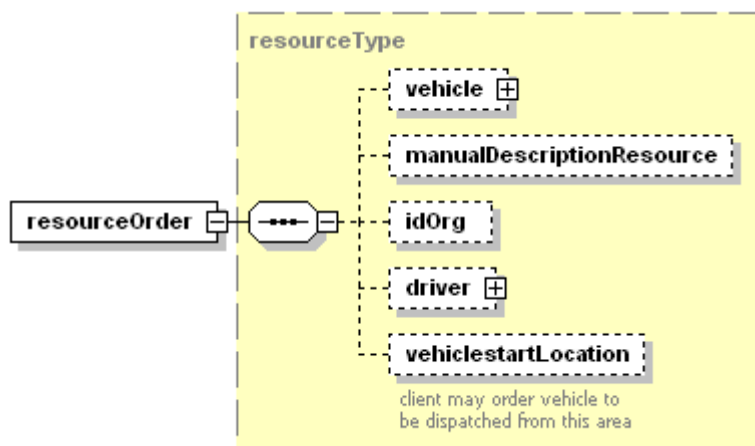 resourceType
vehicle
manualDescriptionResource
resourceOrder
idOrg
driver
vehiclestartLocation
client may order vehicle to
be dispatched from this area